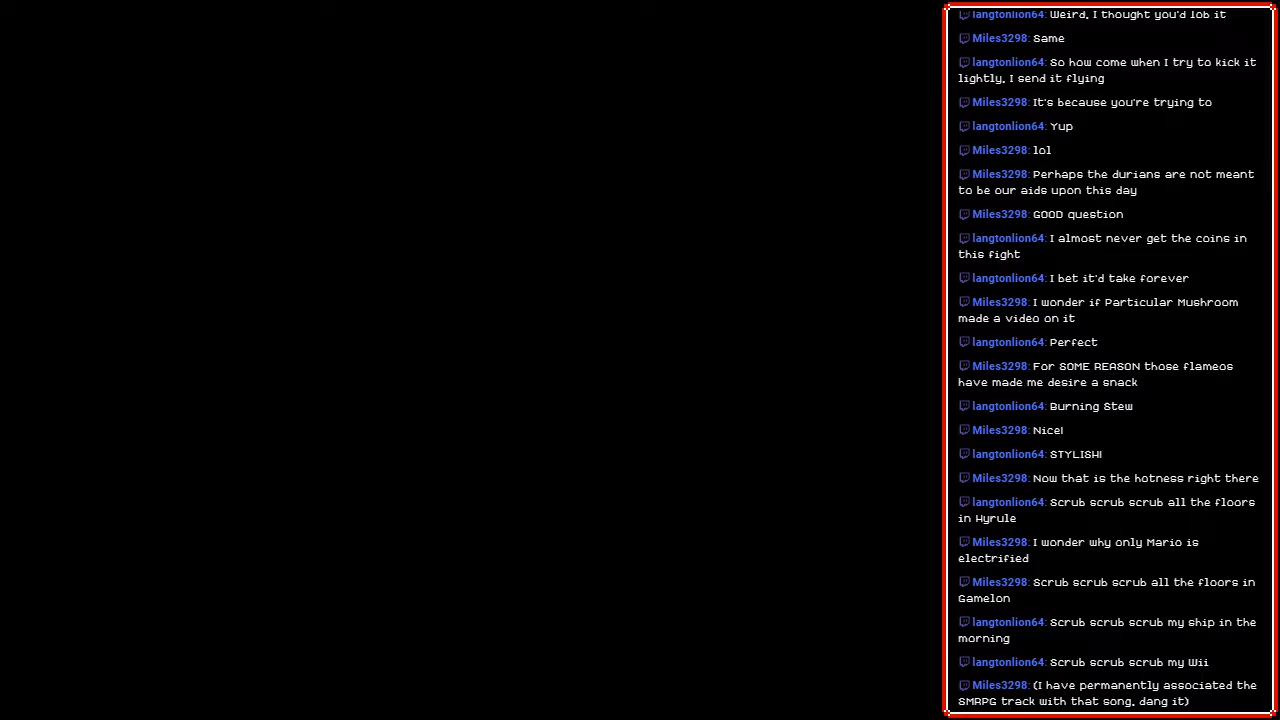 langtonlion64: Weird, I thought you'd lob it
Miles3298: Same
langtonlion64: So how come when I try to kick it
lightly, I send it flying
Miles3298: It's because you're trying to
langtonlion64: Yup
Miles3298: lol
Miles3298: Perhaps the durians are not meant
to be our aids upon this day
Miles3298: GOOD question
langtonlion64: I almost never get the coins in
this fight
langtonlion64: I bet it'd take forever
Miles3298: I wonder if Particular Mushroom
made a video on it
langtonlion64: Perfect
Miles3298: For SOME REASON those flameos
have made me desire a snack
langtonlion64: Burning Stew
Miles3298: Nice!
langtonlion64: STYLISH!
Miles3298: Now that is the hotness right there
langtonlion64: Scrub scrub scrub all the floors
in Hyrule
Miles3298: I wonder why only Mario is
electrified
Miles3298: Scrub scrub scrub all the floors in
Gamelon
langtonlion64: Scrub scrub scrub my ship in the
morning
langtonlion64: Scrub scrub scrub my Wii
Miles3298: (I have permanently associated the
SMRPG track with that song, dang it)